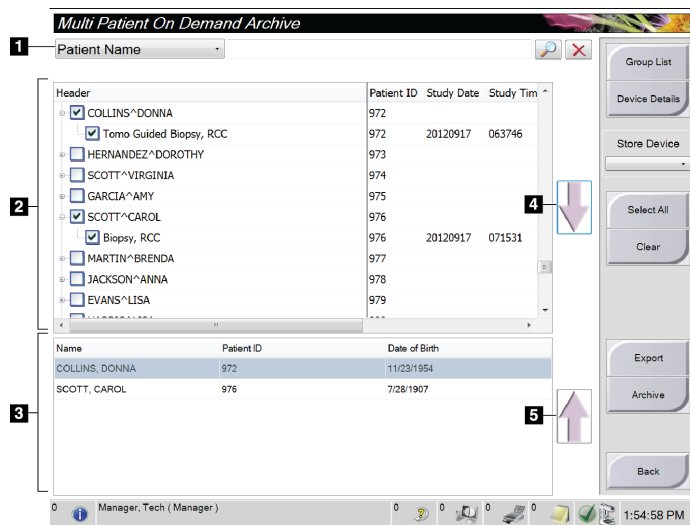 Multi Patient On Demand Archive
1 Patient Name
Group List
Device Details
Store Device
Select All
Clear
Export
Archive
Back
2
Header Patient ID Study Date Study Tim
COLLINS^DONNA 972
Tomo Guided Biopsy, RCC 972 20120917 063746
HERNANDEZ^DOROTHY 973
SCOTT^VIRGINIA 974
GARCIA^AMY 975
SCOTT^CAROL 976
Biopsy, RCC 976 20120917 071531
MARTIN^BRENDA 977
JACKSON^ANNA 978
EVANS^LISA 979
4
3
Name Patient ID Date of Birth
COLLINS, DONNA 972 11/23/1954
SCOTT, CAROL 976 7/28/1907
5
0 Manager, Tech ( Manager ) 0 0 0 0 1:54:58 PM